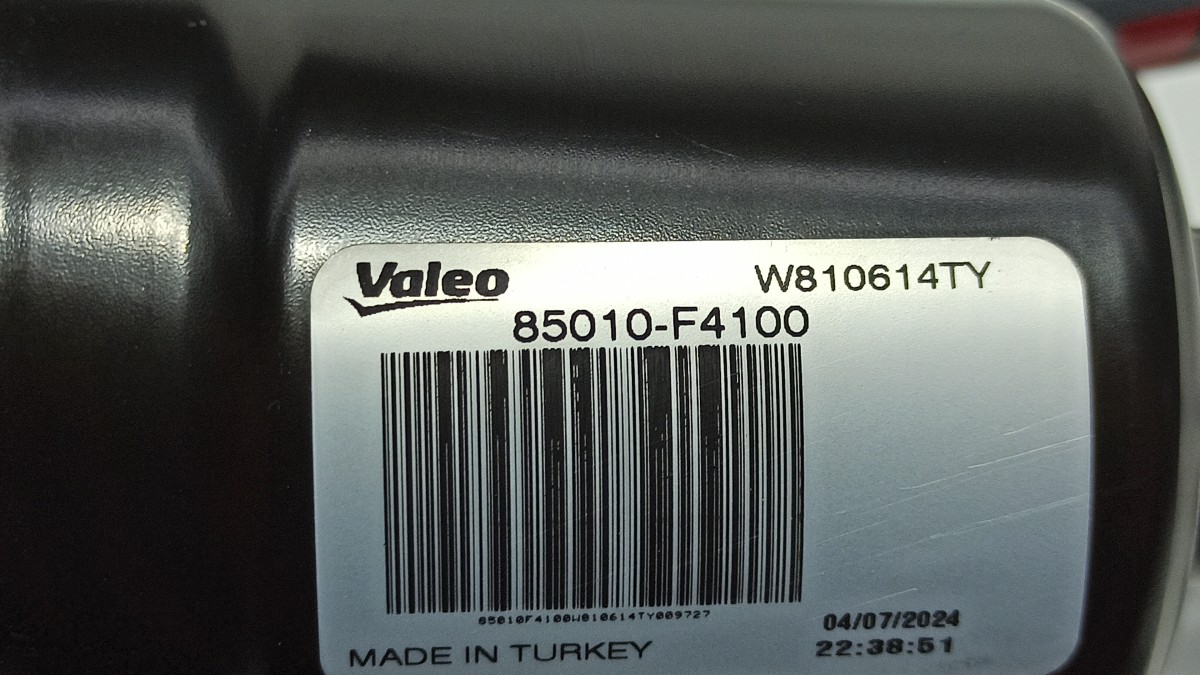 Valeo W810614TY
85010-F4100
85010F4100W810614TY009727
04/07/2024
MADE IN TURKEY 22:38:51